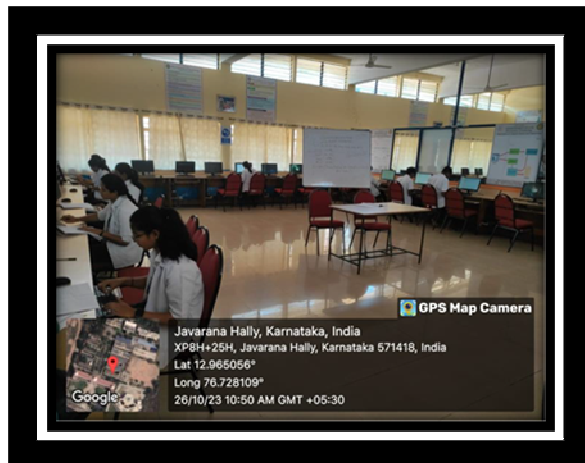 GPS Map Camera
Javarana Hally, Karnataka, India
XP8H+25H, Javarana Hally, Karnataka 571418, India
Lat 12.965056°
Long 76.728109°
26/10/23 10:50 AM GMT +05:30
Google